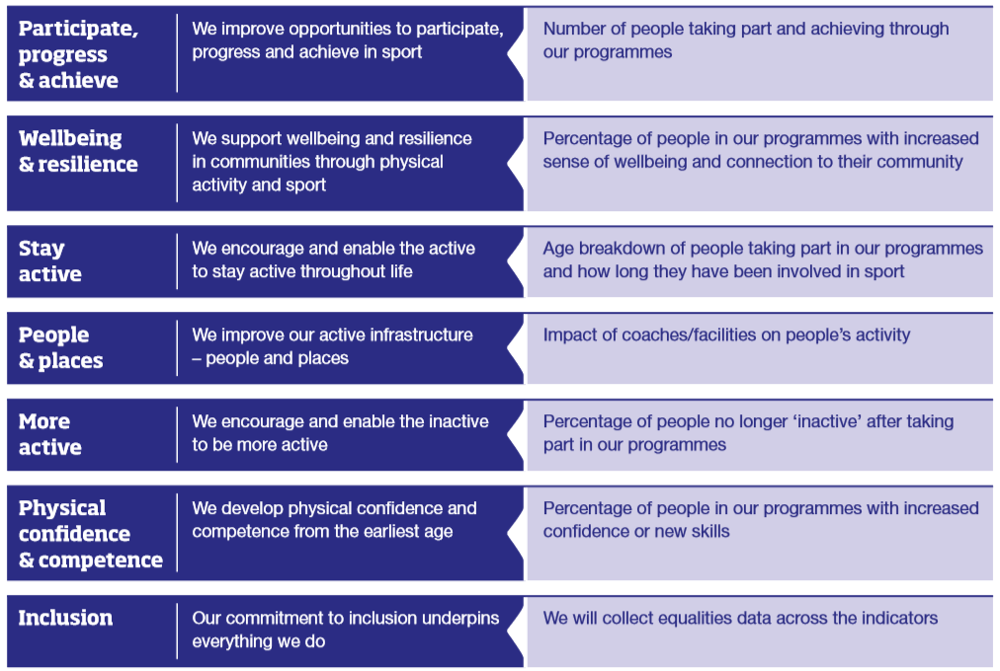 Participate,
progress
& achieve
We improve opportunities to participate,
progress and achieve in sport
Number of people taking part and achieving through
our programmes
Wellbeing
& resilience
We support wellbeing and resilience
in communities through physical
activity and sport
Percentage of people in our programmes with increased
sense of wellbeing and connection to their community
Stay
active
We encourage and enable the active
to stay active throughout life
Age breakdown of people taking part in our programmes
and how long they have been involved in sport
People
& places
We improve our active infrastructure
– people and places
Impact of coaches/facilities on people’s activity
More
active
We encourage and enable the inactive
to be more active
Percentage of people no longer ‘inactive’ after taking
part in our programmes
Physical
confidence
& competence
We develop physical confidence and
competence from the earliest age
Percentage of people in our programmes with increased
confidence or new skills
Inclusion
Our commitment to inclusion underpins
everything we do
We will collect equalities data across the indicators